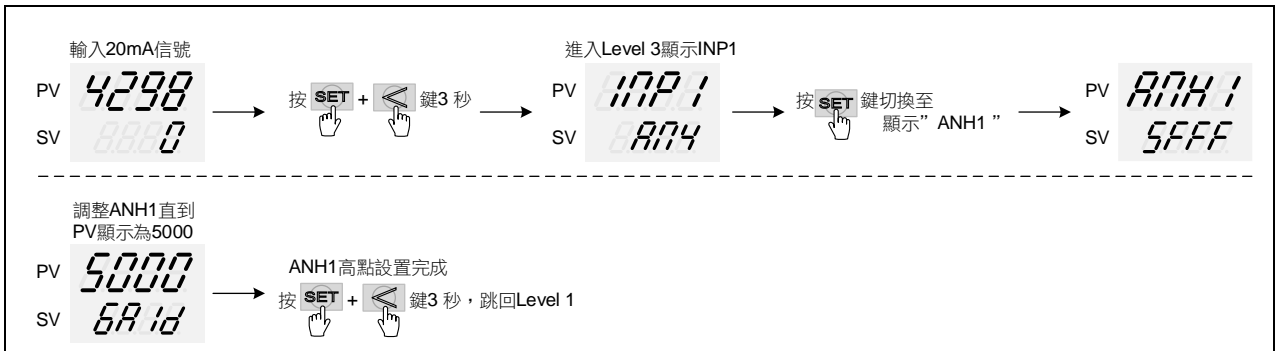 輸入20mA信號
PV 4298
SV 0
按 SET + < 鍵3 秒
進入Level 3顯示INP1
PV INP1
SV AN4
按 SET 鍵切換至
顯示” ANH1 ”
PV ANH1
SV 5FFF
調整ANH1直到
PV顯示為5000
PV 5000
SV 6A1d
ANH1高點設置完成
按 SET + < 鍵3 �，跳回Level 1